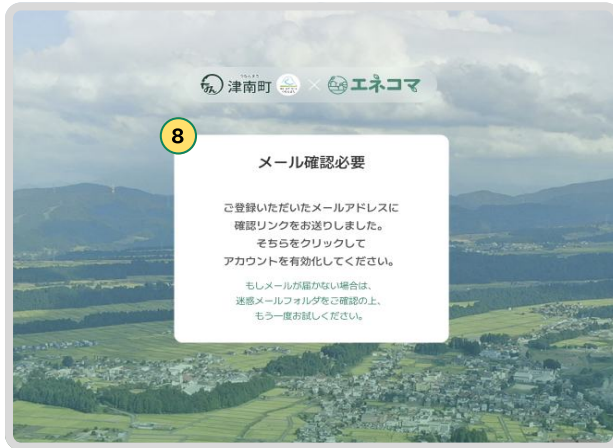 津南町 × エネコマ
8
メール確認必要
ご登録いただいたメールアドレスに
確認リンクをお送りしました。
そちらをクリックして
アカウントを有効化してください。
もしメールが届かない場合は、
迷惑メールフォルダをご確認の上、
もう一度お試しください。